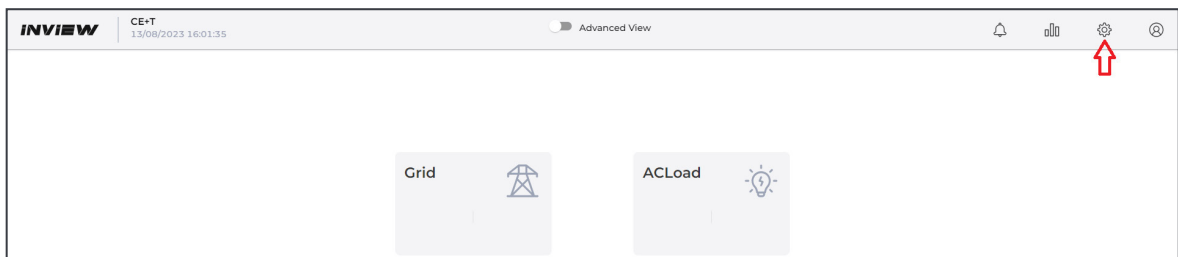 INVIEW
CE+T
13/08/2023 16:01:35
Advanced View
Grid
ACLoad